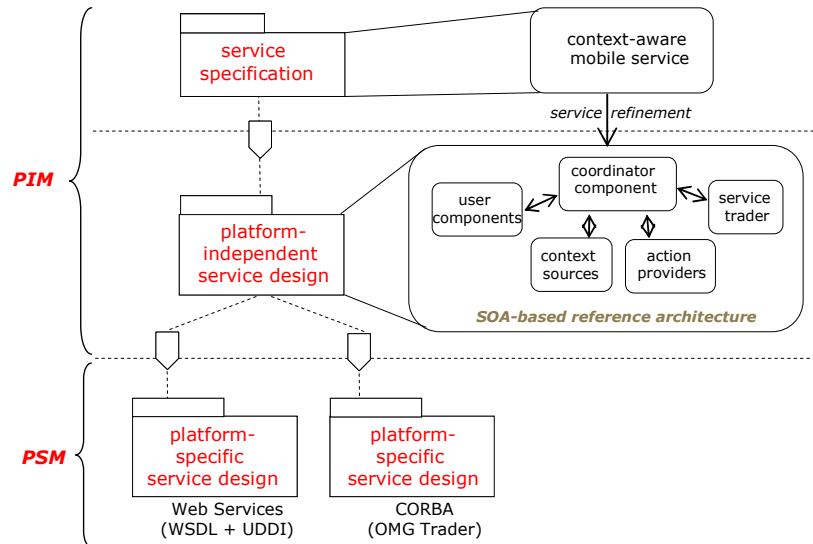 service
specification
context-aware
mobile service
service refinement
PIM
platform-
independent
service design
coordinator
component
user
components
service
trader
context
sources
action
providers
SOA-based reference architecture
PSM
platform-
specific
service design
platform-
specific
service design
Web Services
(WSDL + UDDI)
CORBA
(OMG Trader)